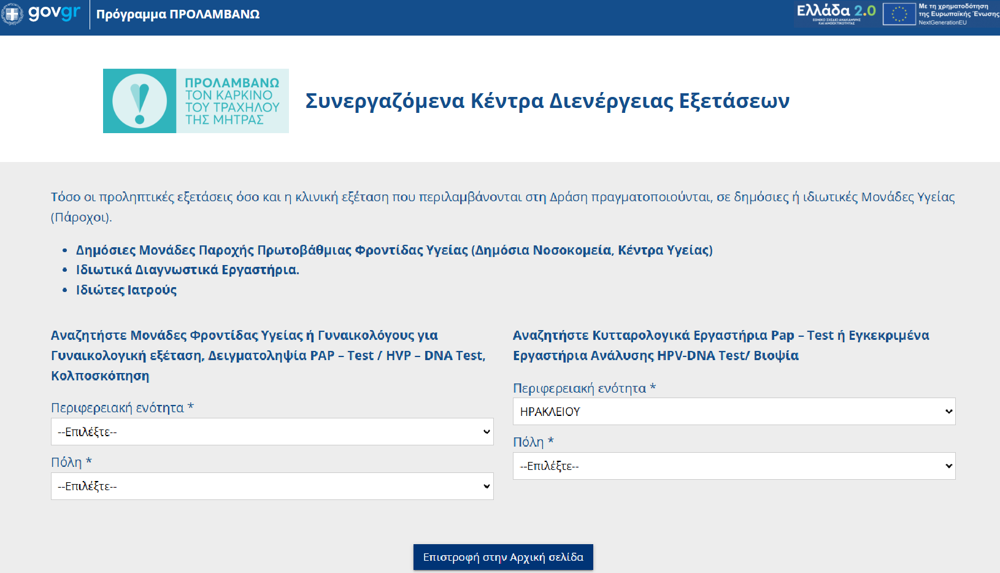 govgr
Πρόγραμμα ΠΡΟΛΑΜΒΑΝΩ
Ελλάδα 2.0
ΕΘΝΙΚΟ ΣΧΕΔΙΟ ΑΝΑΚΑΜΨΗΣ
ΚΑΙ ΑΝΘΕΚΤΙΚΟΤΗΤΑΣ
Με τη χρηματοδότηση
της Ευρωπαϊκής Ένωσης
NextGenerationEU
ΠΡΟΛΑΜΒΑΝΩ
ΤΟΝ ΚΑΡΚΙΝΟ
ΤΟΥ ΤΡΑΧΗΛΟΥ
ΤΗΣ ΜΗΤΡΑΣ
Συνεργαζόμενα Κέντρα Διενέργειας Εξετάσεων
Τόσο οι προληπτικές εξετάσεις όσο και η κλινική εξέταση που περιλαμβάνονται στη Δράση πραγματοποιούνται, σε δημόσιες ή ιδιωτικές Μονάδες Υγείας
(Πάροχοι).
• Δημόσιες Μονάδες Παροχής Πρωτοβάθμιας Φροντίδας Υγείας (Δημόσια Νοσοκομεία, Κέντρα Υγείας)
• Ιδιωτικά Διαγνωστικά Εργαστήρια.
• Ιδιώτες Ιατρούς
Αναζητήστε Μονάδες Φροντίδας Υγείας ή Γυναικολόγους για
Γυναικολογική εξέταση, Δειγματοληψία PAP – Test / HVP – DNA Test,
Κολποσκόπηση
Περιφερειακή ενότητα *
--Επιλέξτε--
Πόλη *
--Επιλέξτε--
Αναζητήστε Κυτταρολογικά Εργαστήρια Pap – Test ή Εγκεκριμένα
Εργαστήρια Ανάλυσης HPV-DNA Test/ Βιοψία
Περιφερειακή ενότητα *
ΗΡΑΚΛΕΙΟΥ
Πόλη *
--Επιλέξτε--
Επιστροφή στην Αρχική σελίδα